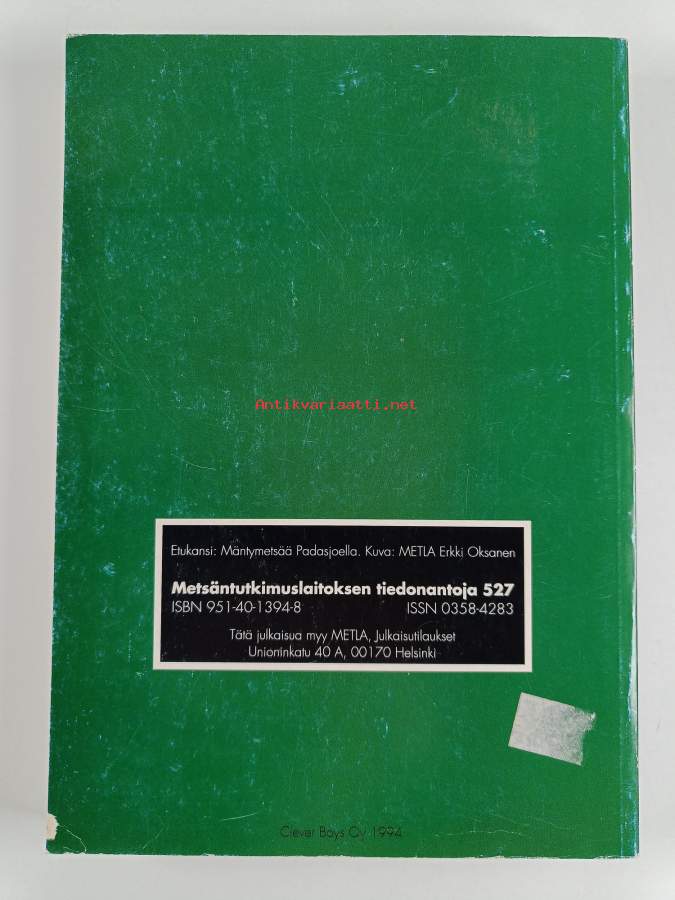 Antikvariaatti.net
Etukansi: Mäntymetsää Padasjoella. Kuva: METLA Erkki Oksanen
Metsäntutkimuslaitoksen tiedonantoja 527
ISBN 951-40-1394-8 ISSN 0358-4283
Tätä julkaisua myy METLA, Julkaisutilaukset
Unioninkatu 40 A, 00170 Helsinki
Clever Boys Oy 1994